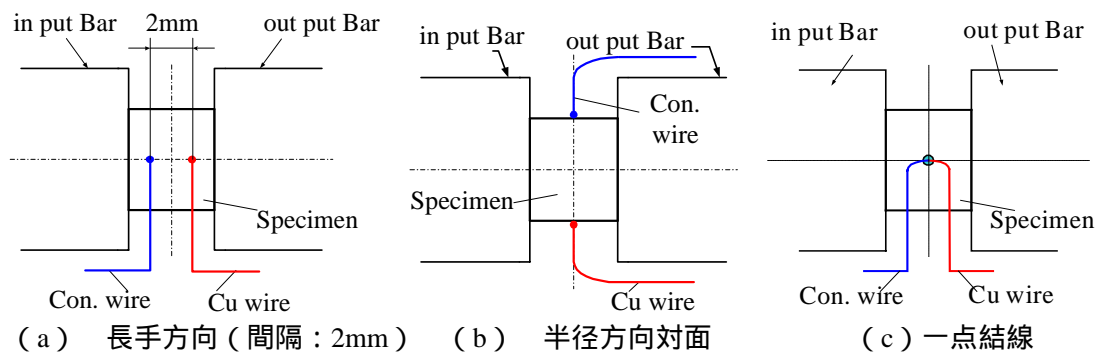 in put Bar
2mm
out put Bar
Specimen
Con. wire
Cu wire
(a) 長手方向(間隔:2mm)
in put Bar
out put Bar
Con.
wire
Specimen
Cu wire
(b) 半径方向対面
in put Bar
out put Bar
Specimen
Con. wire
Cu wire
(c)一点結線